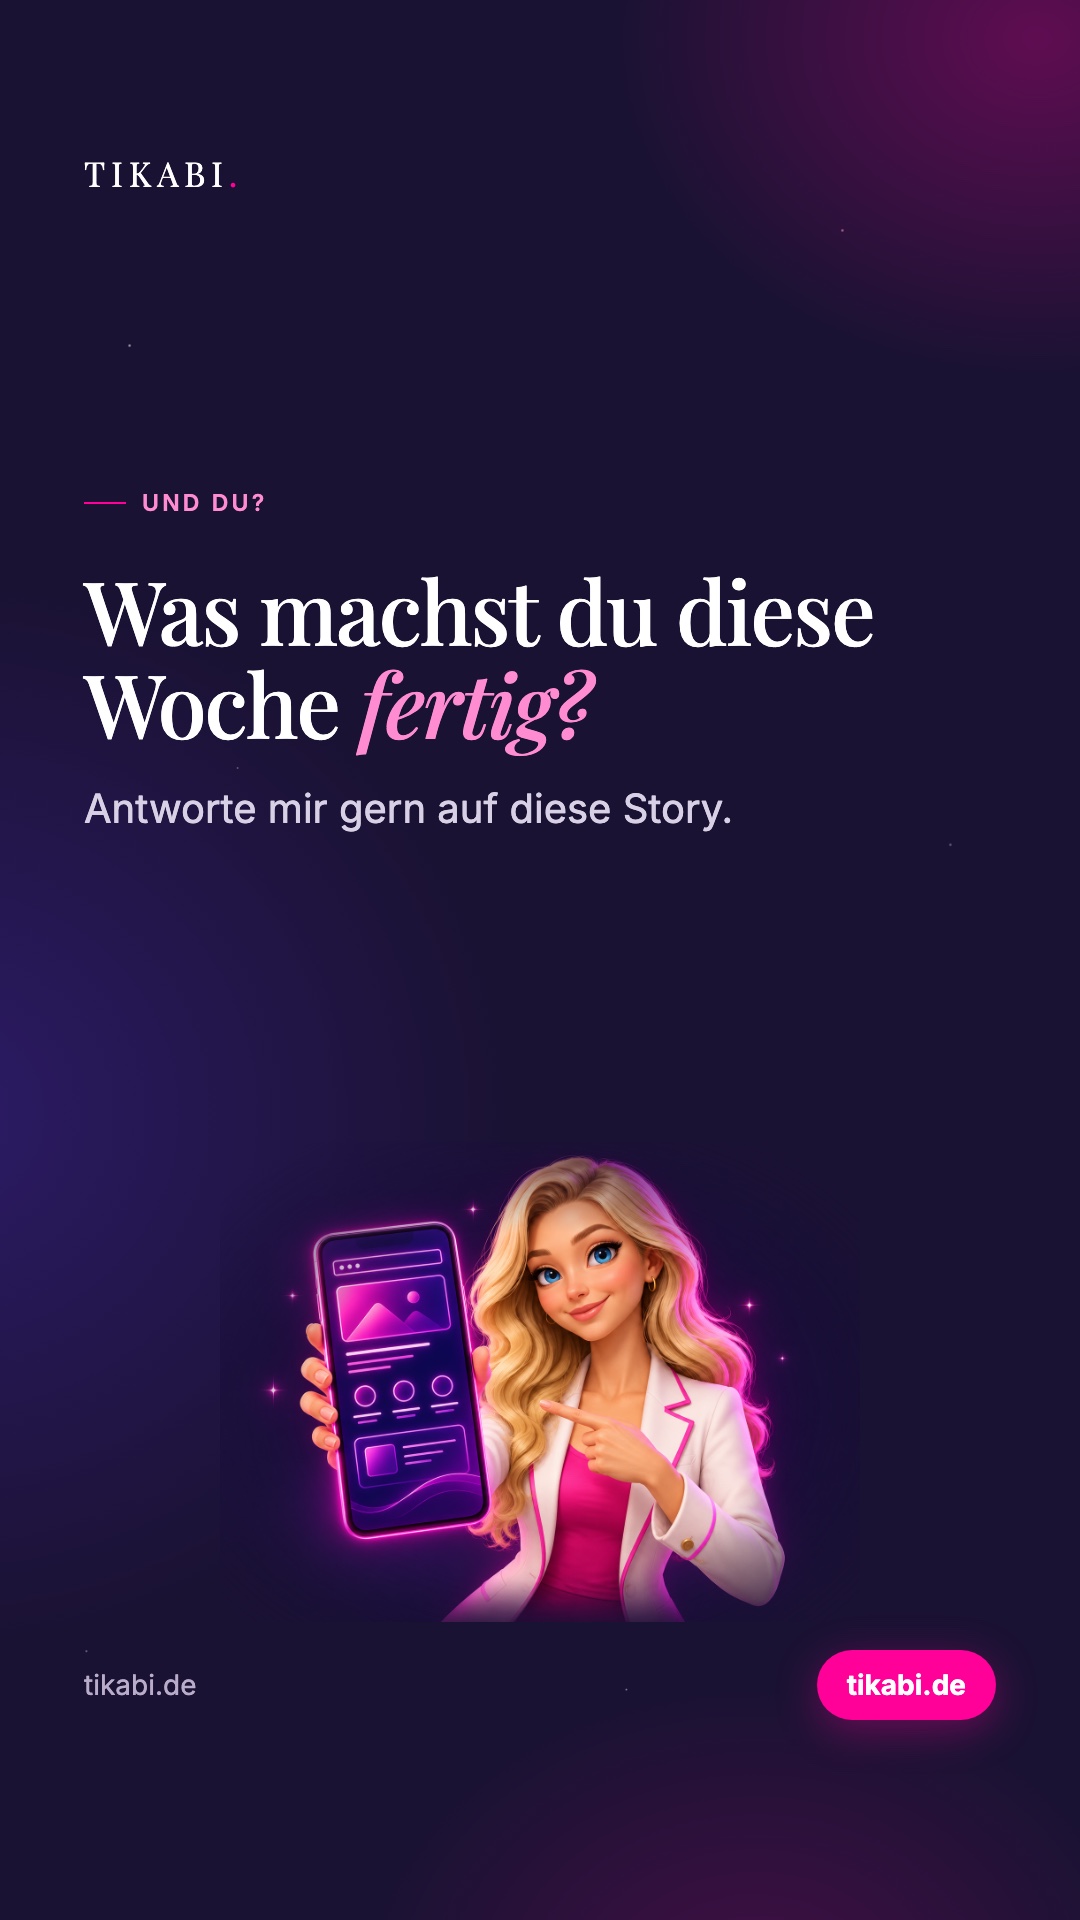 TIKABI.
UND DU?
Was machst du diese
Woche fertig?
Antworte mir gern auf diese Story.
tikabi.de
tikabi.de